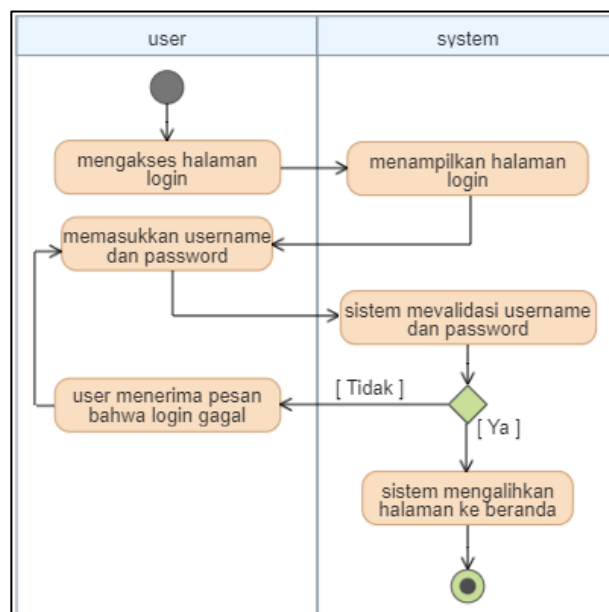 user
system
mengakses halaman
login
menampilkan halaman
login
memasukkan username
dan password
sistem mevalidasi username
dan password
user menerima pesan
bahwa login gagal
[ Tidak ]
[ Ya ]
sistem mengalihkan
halaman ke beranda